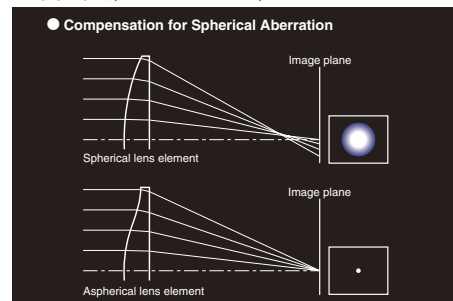 ● Compensation for Spherical Aberration
Image plane
Spherical lens element
Image plane
Aspherical lens element